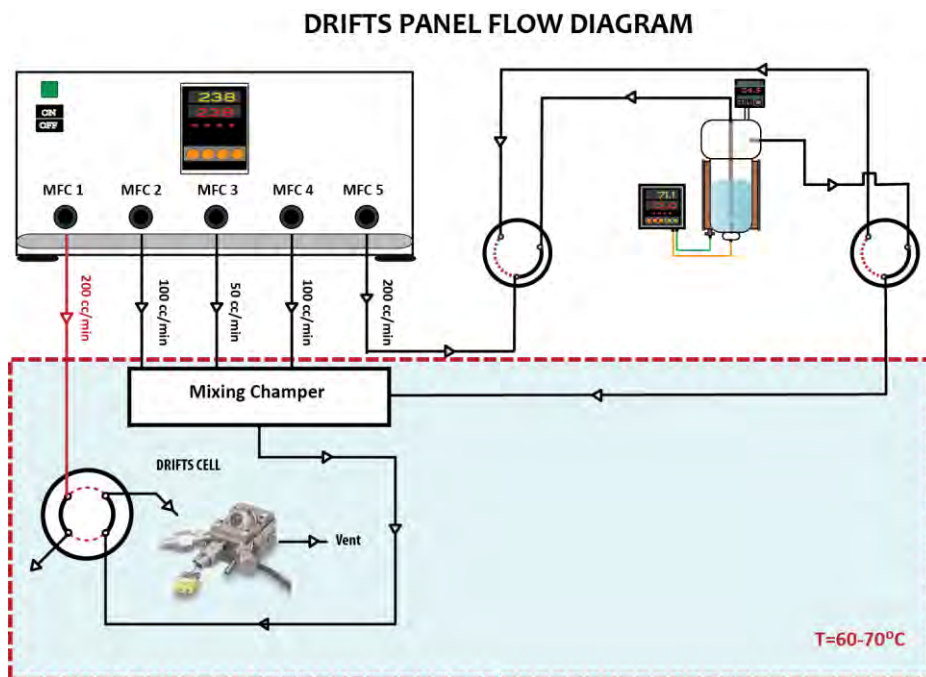 DRIFTS PANEL FLOW DIAGRAM
ON
OFF
238
238
MFC 1
MFC 2
MFC 3
MFC 4
MFC 5
24.5
71.1
200 cc/min
100 cc/min
50 cc/min
100 cc/min
200 cc/min
Mixing Champer
DRIFTS CELL
Vent
T=60-70⁰C